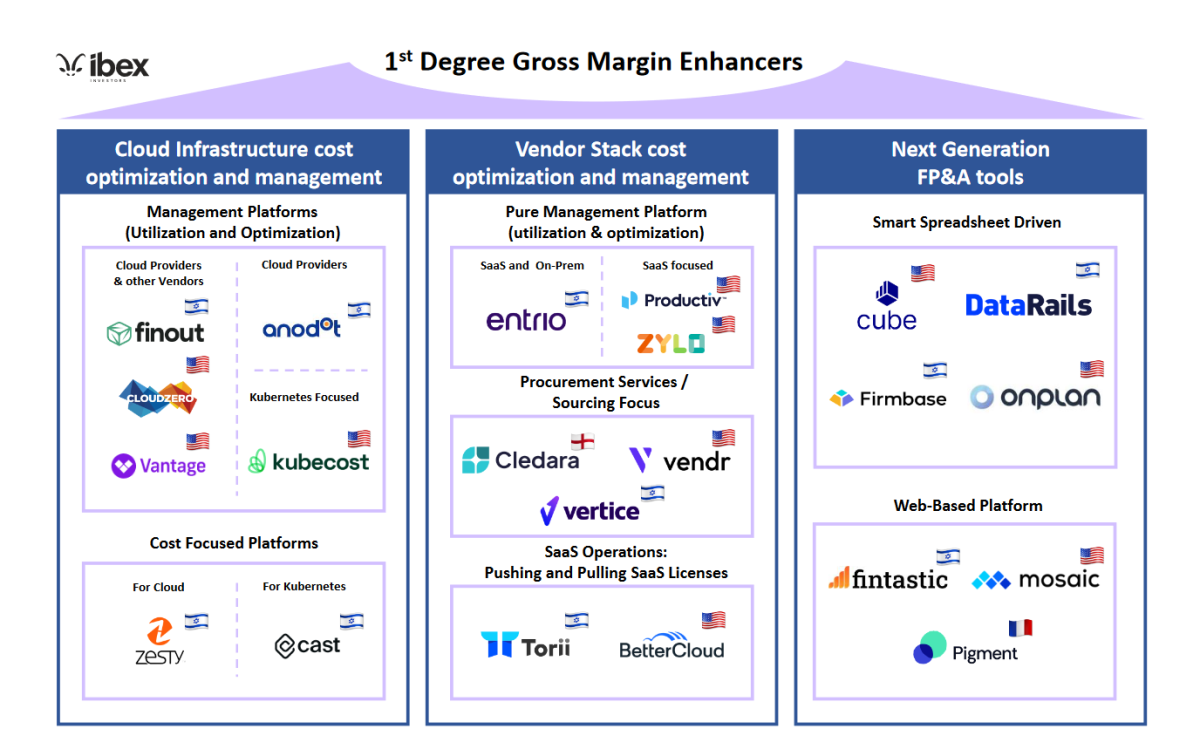 ibex
INVESTORS
1st Degree Gross Margin Enhancers
Cloud Infrastructure cost
optimization and management
Management Platforms
(Utilization and Optimization)
Cloud Providers
& other Vendors
finout
CLOUDZERO
Vantage
Cloud Providers
anodot
Kubernetes Focused
kubecost
Cost Focused Platforms
For Cloud
zesty
For Kubernetes
cast
Vendor Stack cost
optimization and management
Pure Management Platform
(utilization & optimization)
SaaS and On-Prem
entrio
SaaS focused
Productiv™
ZYLO
Procurement Services /
Sourcing Focus
Cledara
vendr
vertice
SaaS Operations:
Pushing and Pulling SaaS Licenses
Torii
BetterCloud
Next Generation
FP&A tools
Smart Spreadsheet Driven
cube
DataRails
Firmbase
onplan
Web-Based Platform
fintastic
mosaic
Pigment